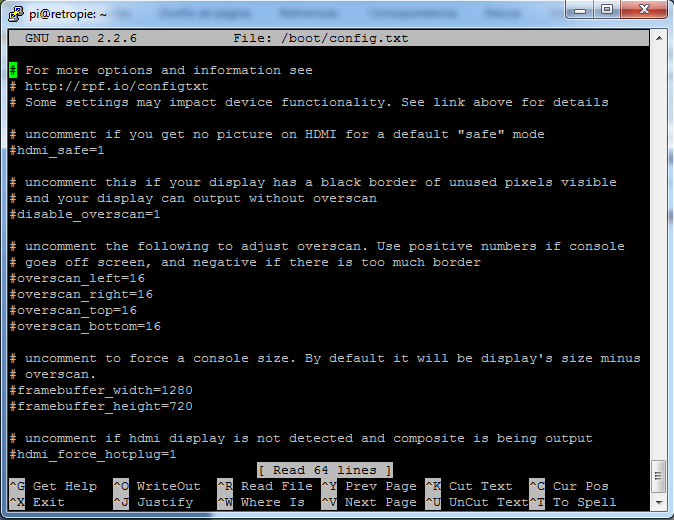 pi@retropie: ~
GNU nano 2.2.6 File: /boot/config.txt
# For more options and information see
# http://rpf.io/configtxt
# Some settings may impact device functionality. See link above for details
# uncomment if you get no picture on HDMI for a default "safe" mode
#hdmi_safe=1
# uncomment this if your display has a black border of unused pixels visible
# and your display can output without overscan
#disable_overscan=1
# uncomment the following to adjust overscan. Use positive numbers if console
# goes off screen, and negative if there is too much border
#overscan_left=16
#overscan_right=16
#overscan_top=16
#overscan_bottom=16
# uncomment to force a console size. By default it will be display's size minus
# overscan.
#framebuffer_width=1280
#framebuffer_height=720
# uncomment if hdmi display is not detected and composite is being output
#hdmi_force_hotplug=1
[ Read 64 lines ]
^G Get Help ^O WriteOut ^R Read File ^Y Prev Page ^K Cut Text ^C Cur Pos
^X Exit ^J Justify ^W Where Is ^V Next Page ^U UnCut Text^T To Spell